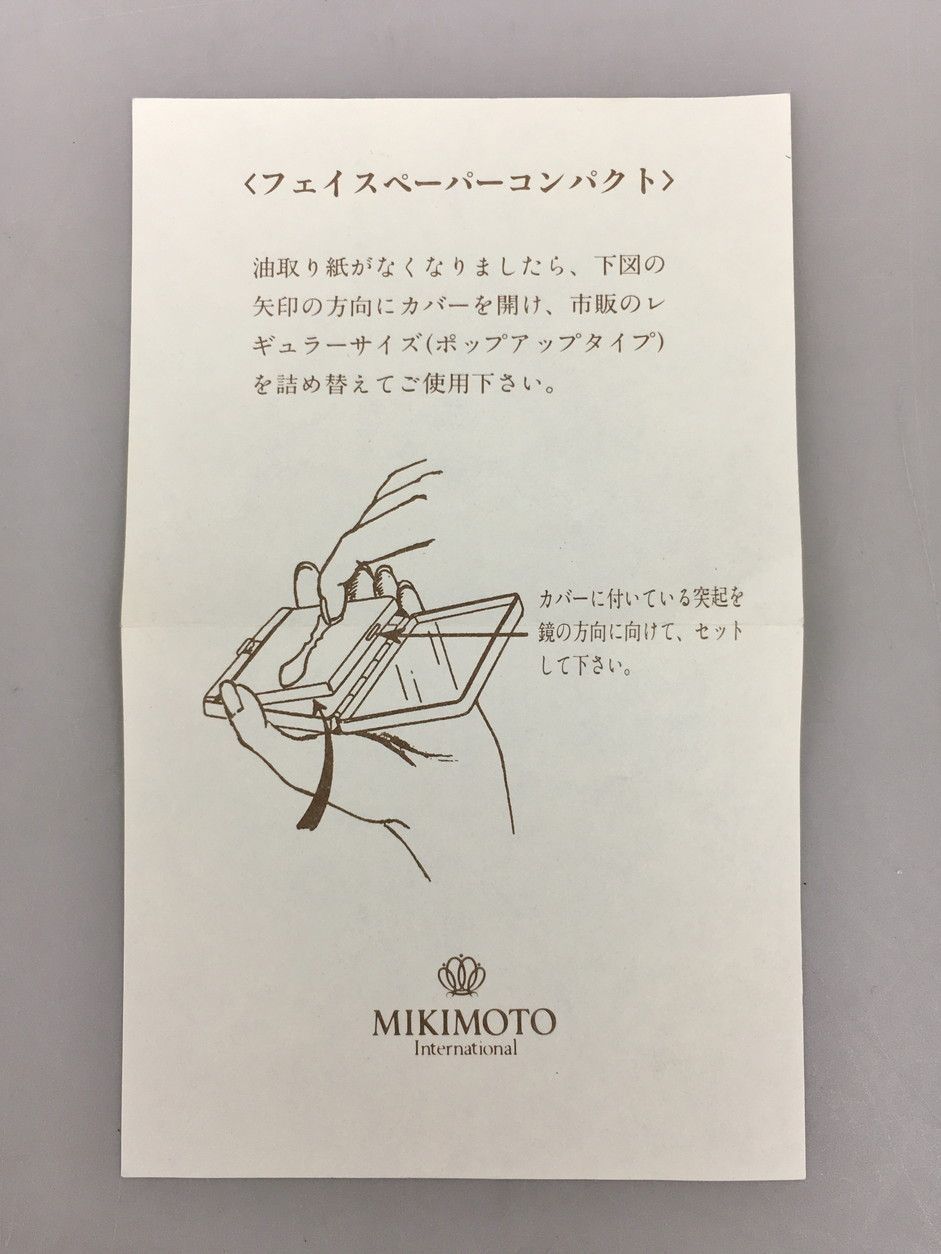 〈フェイスペーパーコンパクト〉
油取り紙がなくなりましたら、下図の
矢印の方向にカバーを開け、市販のレ
ギュラーサイズ(ポップアップタイプ)
を詰め替えてご使用下さい。
カバーに付いている突起を
鏡の方向に向けて、セット
して下さい。
MIKIMOTO
International